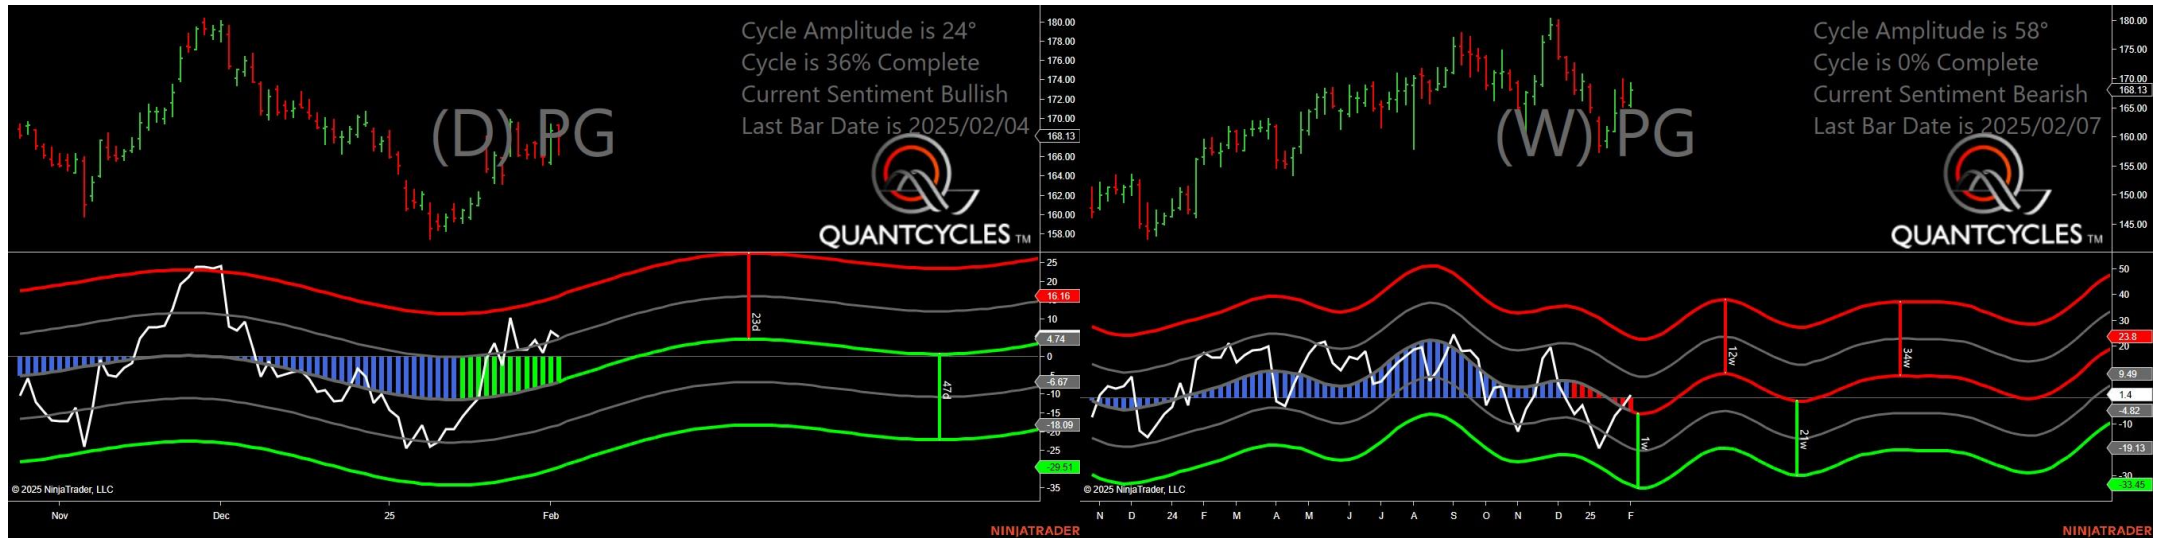 Cycle Amplitude is 24°
Cycle is 36% Complete
Current Sentiment Bullish
Last Bar Date is 2025/02/04
(D) PG
QUANTCYCLES TM
180.00
178.00
176.00
174.00
172.00
170.00
168.13
166.00
164.00
162.00
160.00
158.00
25
20
16.16
10
4.74
0
-5
-6.67
-10
-15
-18.09
-20
-25
-29.51
-35
23d
47d
© 2025 NinjaTrader, LLC
Nov Dec 25 Feb
NINJATRADER
Cycle Amplitude is 58°
Cycle is 0% Complete
Current Sentiment Bearish
Last Bar Date is 2025/02/07
(W) PG
QUANTCYCLES TM
180.00
175.00
170.00
168.13
165.00
160.00
155.00
150.00
145.00
50
40
30
23.8
20
9.49
1.4
-4.82
-10
-19.13
-30
-33.45
12w
34w
1w
21w
© 2025 NinjaTrader, LLC
N D 24 F M A M J J A S O N D 25 F
NINJATRADER